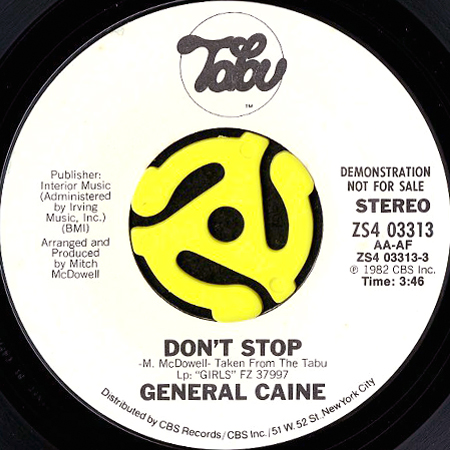 Tabu
TM
Publisher:
Interior Music
(Administered
by Irving
Music, Inc.)
(BMI)
Arranged and
Produced
by Mitch
McDowell
DEMONSTRATION
NOT FOR SALE
STEREO
ZS4 03313
AA-AF
ZS4 03313-3
℗ 1982 CBS Inc.
Time: 3:46
DON'T STOP
-M. McDowell- Taken From The Tabu
Lp: "GIRLS" FZ 37997
GENERAL CAINE
Distributed by CBS Records/CBS Inc./51 W. 52 St., New York City